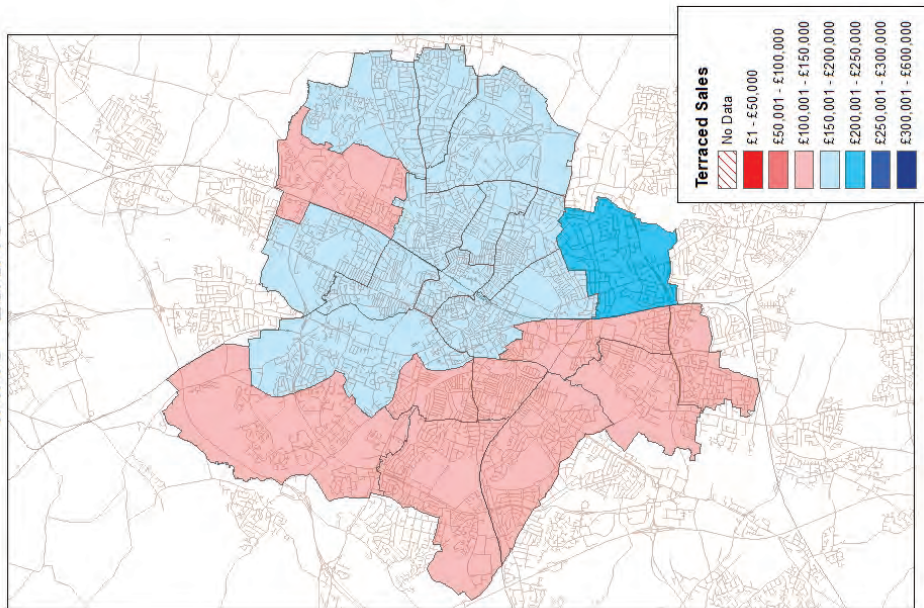 Terraced Sales
No Data
£1 - £50,000
£50,001 - £100,000
£100,001 - £150,000
£150,001 - £200,000
£200,001 - £250,000
£250,001 - £300,000
£300,001 - £600,000